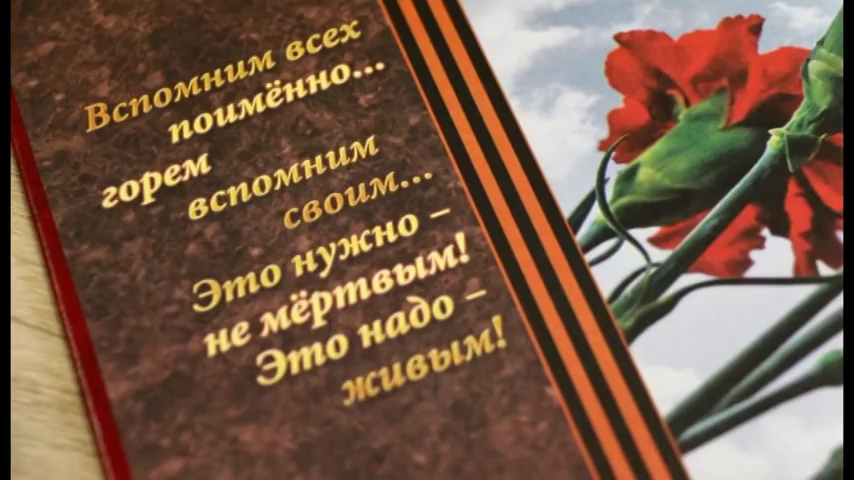 Вспомним всех
поимённо...
горем
вспомним
своим...
Это нужно –
не мёртвым!
Это надо –
живым!